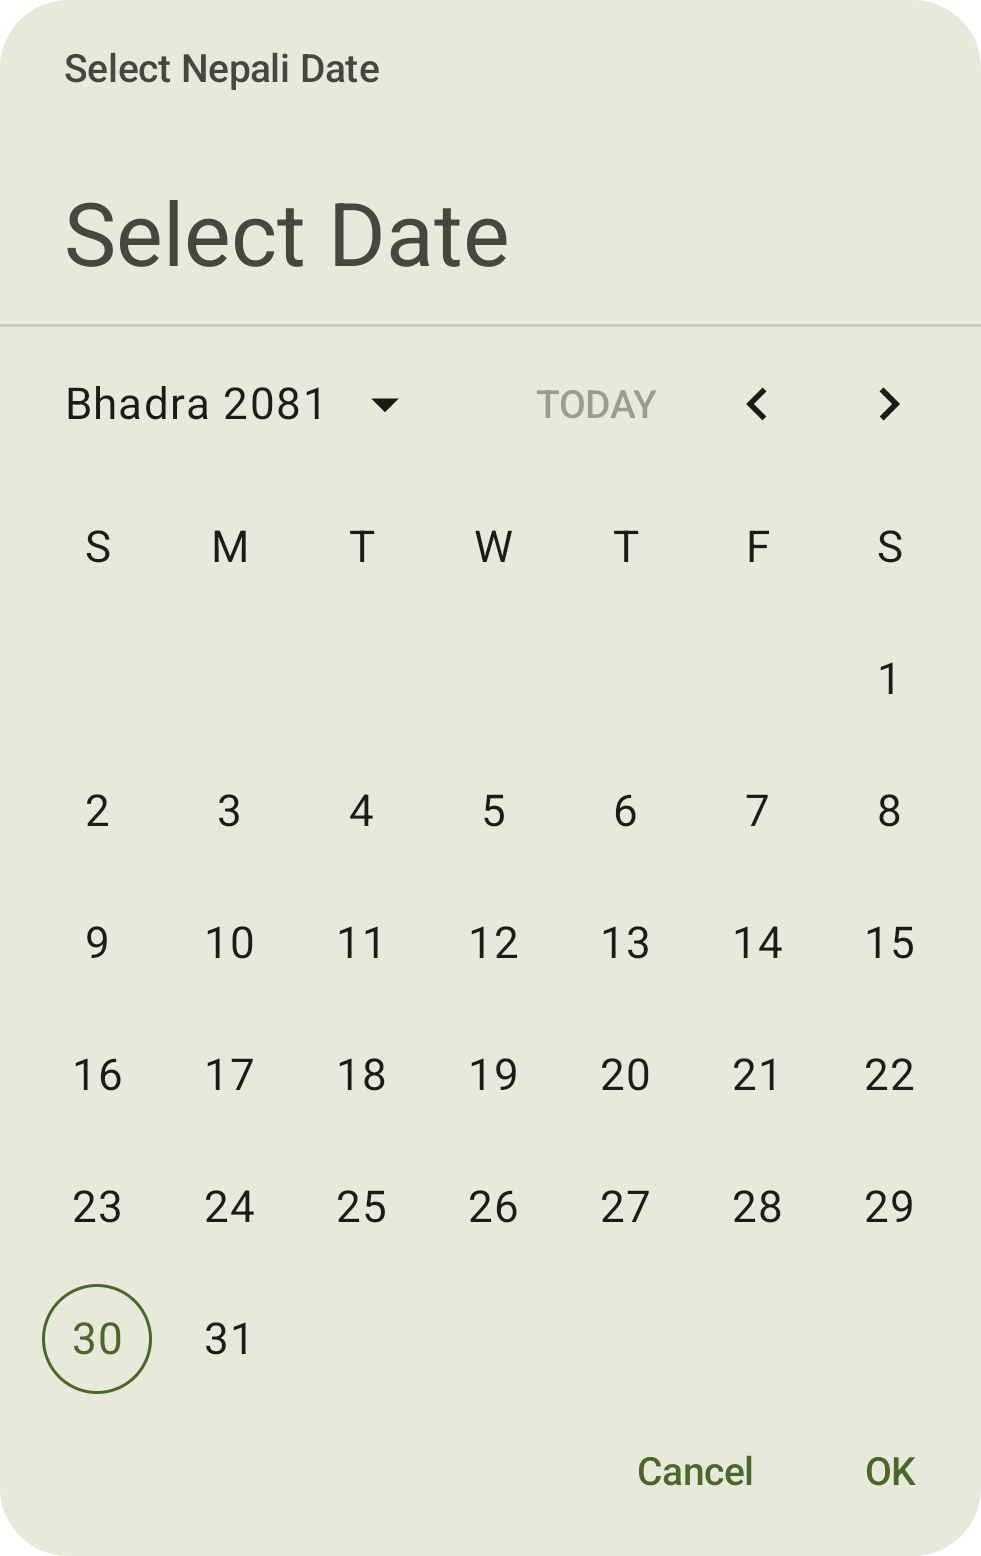 Select Nepali Date
Select Date
Bhadra 2081 TODAY
S M T W T F S
1
2 3 4 5 6 7 8
9 10 11 12 13 14 15
16 17 18 19 20 21 22
23 24 25 26 27 28 29
30 31
Cancel OK